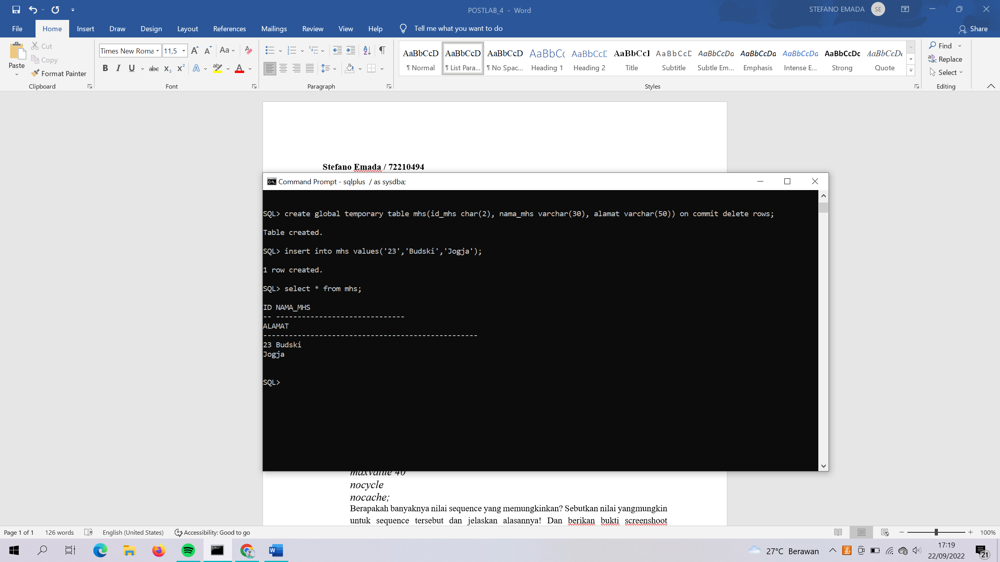 POSTLAB_4 - Word
STEFANO EMADA SE
File Home Insert Draw Design Layout References Mailings Review View Help Tell me what you want to do Share
Paste
Cut
Copy
Format Painter
Clipboard
Times New Roma 11,5
Font
Paragraph
AaBbCcD AaBbCcD AaBbCcD AaBbCc AaBbCcD AaBbCcI AaBbCcD AaBbCcDa AaBbCcDa AaBbCcDa AaBbCcDc AaBbCcDc
¶ Normal ¶ List Para... ¶ No Spac... Heading 1 Heading 2 Title Subtitle Subtle Em... Emphasis Intense E... Strong Quote
Styles
Find
Replace
Select
Editing
Stefano Emada / 72210494
Command Prompt - sqlplus / as sysdba;
SQL> create global temporary table mhs(id_mhs char(2), nama_mhs varchar(30), alamat varchar(50)) on commit delete rows;
Table created.
SQL> insert into mhs values('23','Budski','Jogja');
1 row created.
SQL> select * from mhs;
ID NAMA_MHS
-- ------------------------------
ALAMAT
--------------------------------------------------
23 Budski
Jogja
SQL>
maxvalue 40
nocycle
nocache;
Berapakah banyaknya nilai sequence yang memungkinkan? Sebutkan nilai yangmungkin
untuk sequence tersebut dan jelaskan alasannya! Dan berikan bukti screenshoot
Page 1 of 1 126 words English (United States) Accessibility: Good to go 100%
27°C Berawan
17:19
22/09/2022
21